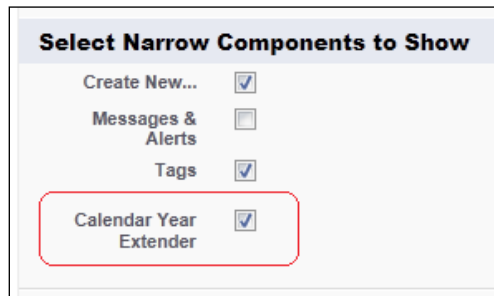 Select Narrow Components to Show
Create New...
Messages &
Alerts
Tags
Calendar Year
Extender